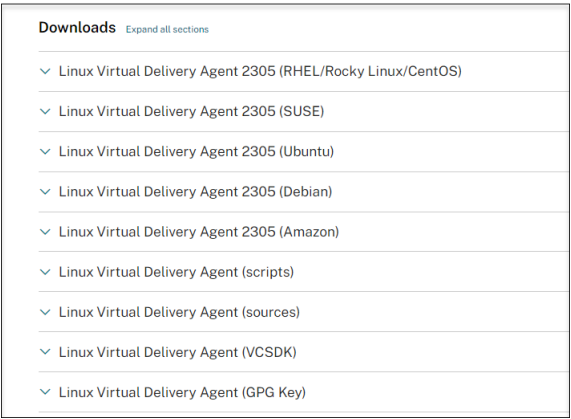 Downloads Expand all sections
Linux Virtual Delivery Agent 2305 (RHEL/Rocky Linux/CentOS)
Linux Virtual Delivery Agent 2305 (SUSE)
Linux Virtual Delivery Agent 2305 (Ubuntu)
Linux Virtual Delivery Agent 2305 (Debian)
Linux Virtual Delivery Agent 2305 (Amazon)
Linux Virtual Delivery Agent (scripts)
Linux Virtual Delivery Agent (sources)
Linux Virtual Delivery Agent (VCSDK)
Linux Virtual Delivery Agent (GPG Key)